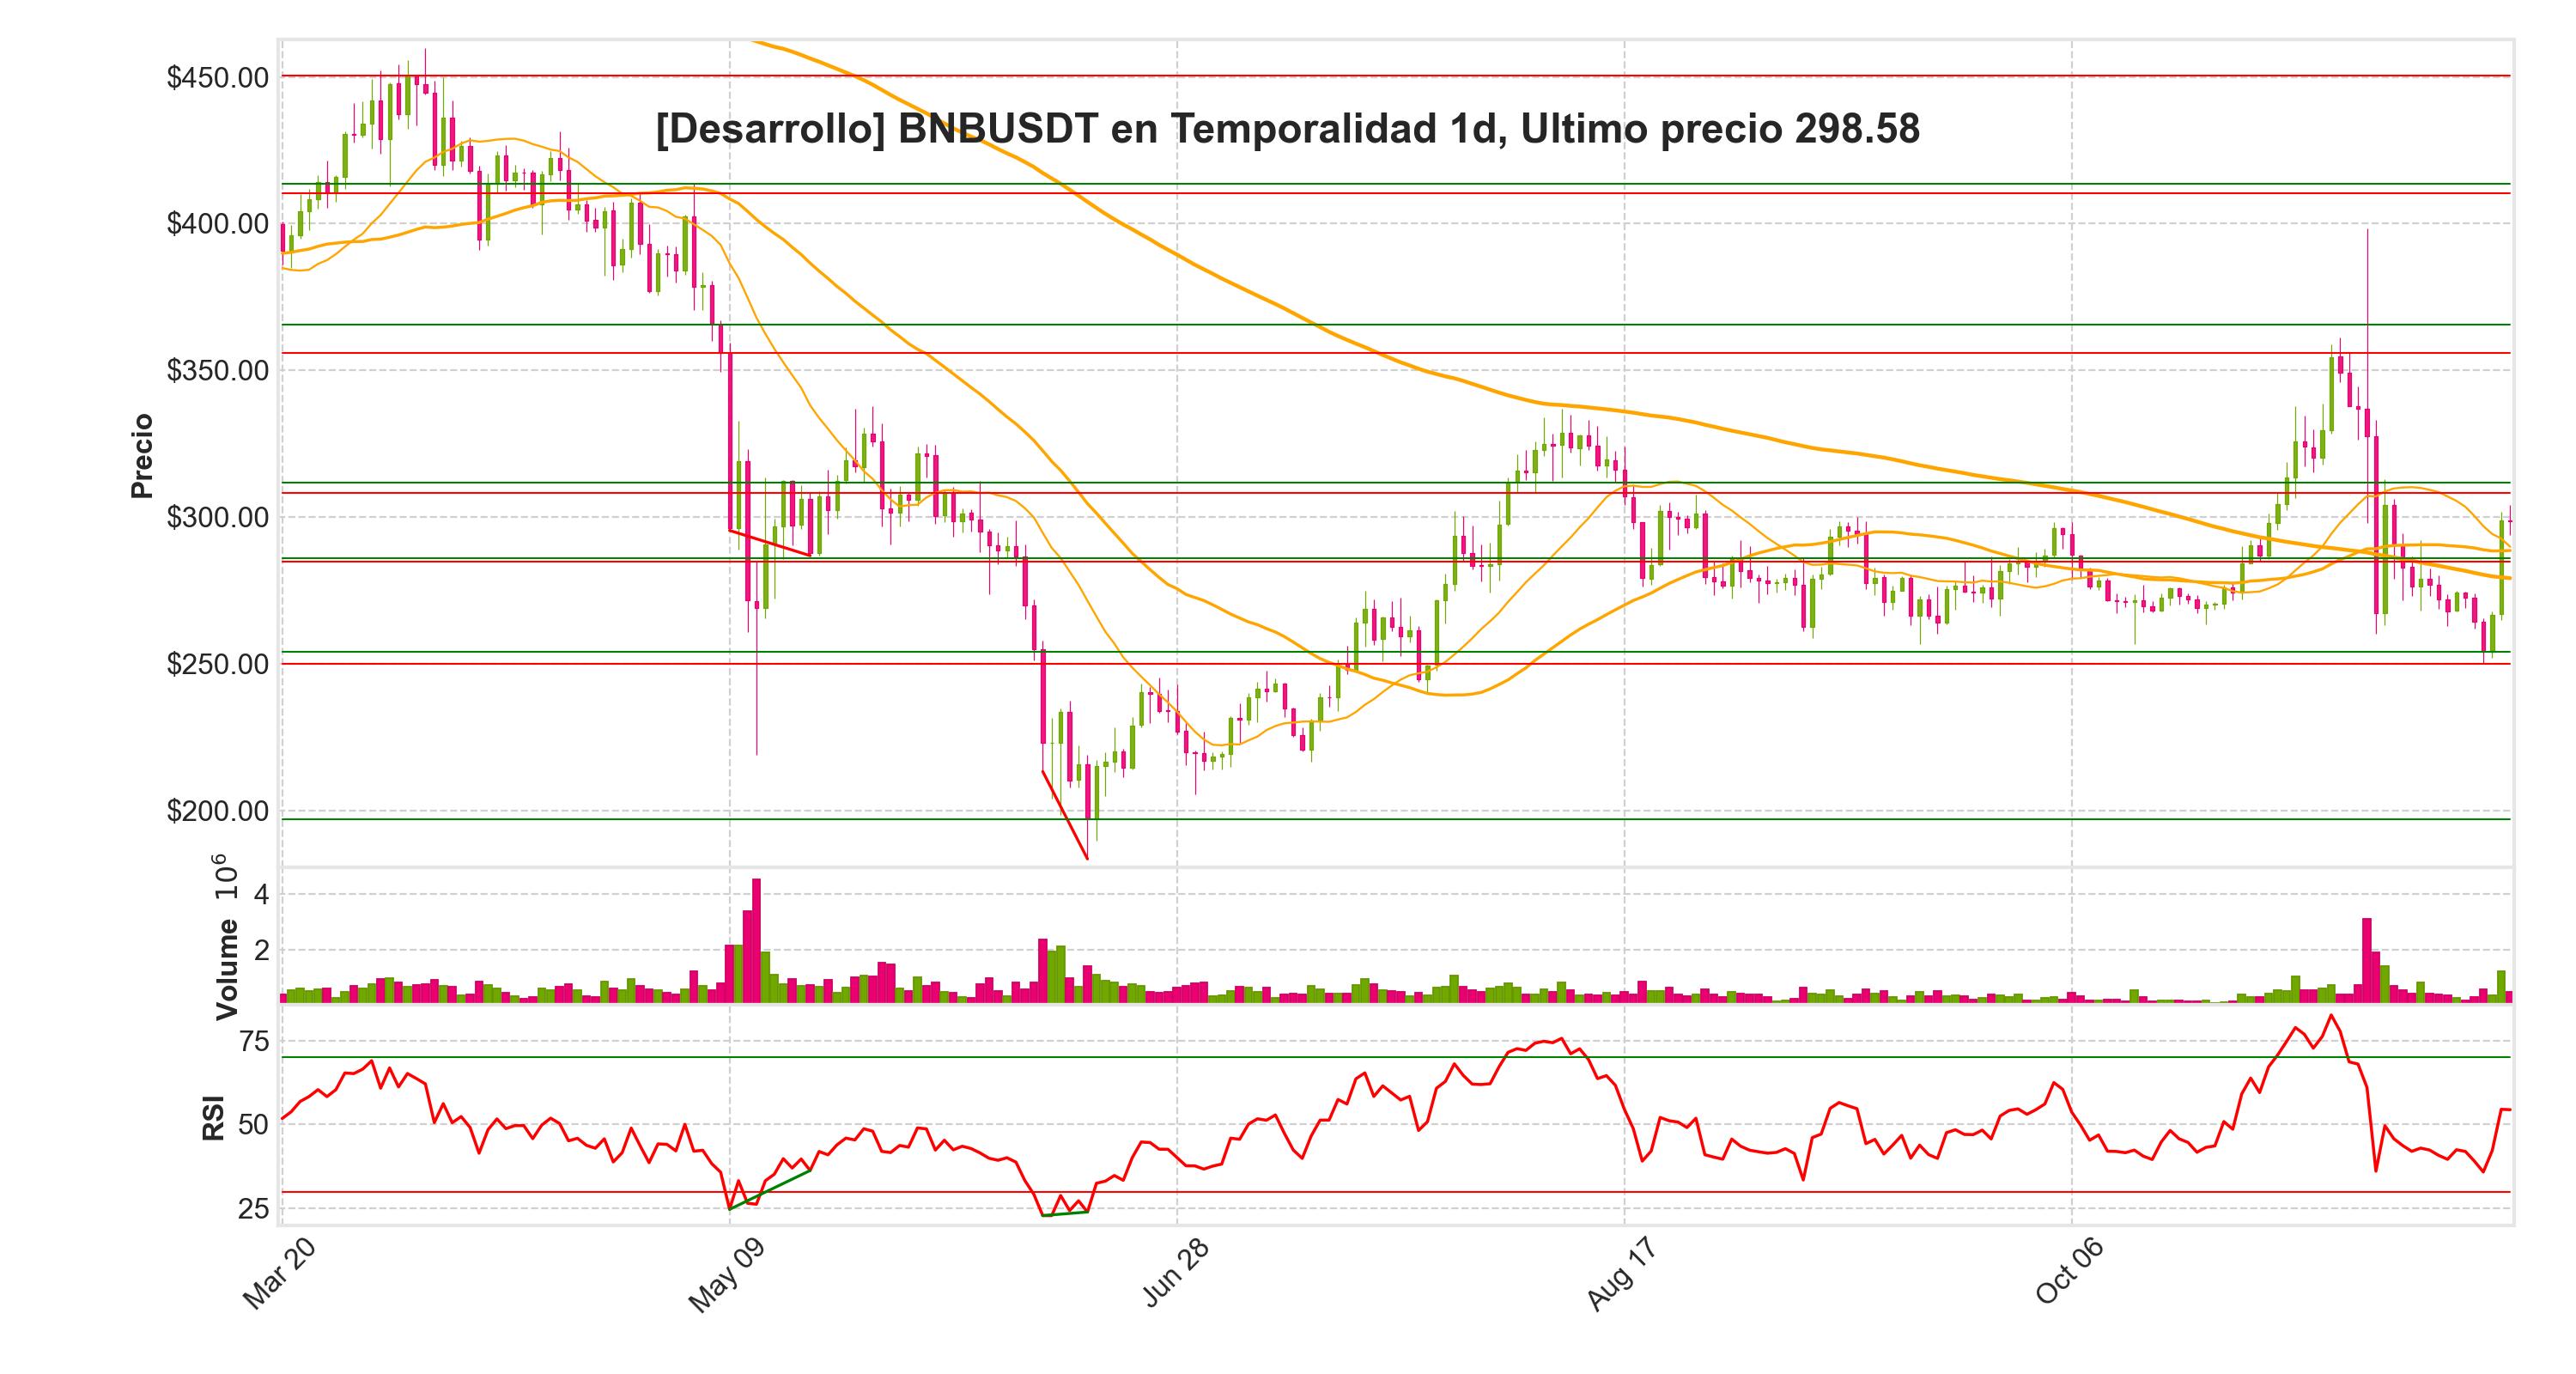 [Desarrollo] BNBUSDT en Temporalidad 1d, Ultimo precio 298.58
Precio
$450.00
$400.00
$350.00
$300.00
$250.00
$200.00
Volume 10⁶
4
2
RSI
75
50
25
Mar 20
May 09
Jun 28
Aug 17
Oct 06